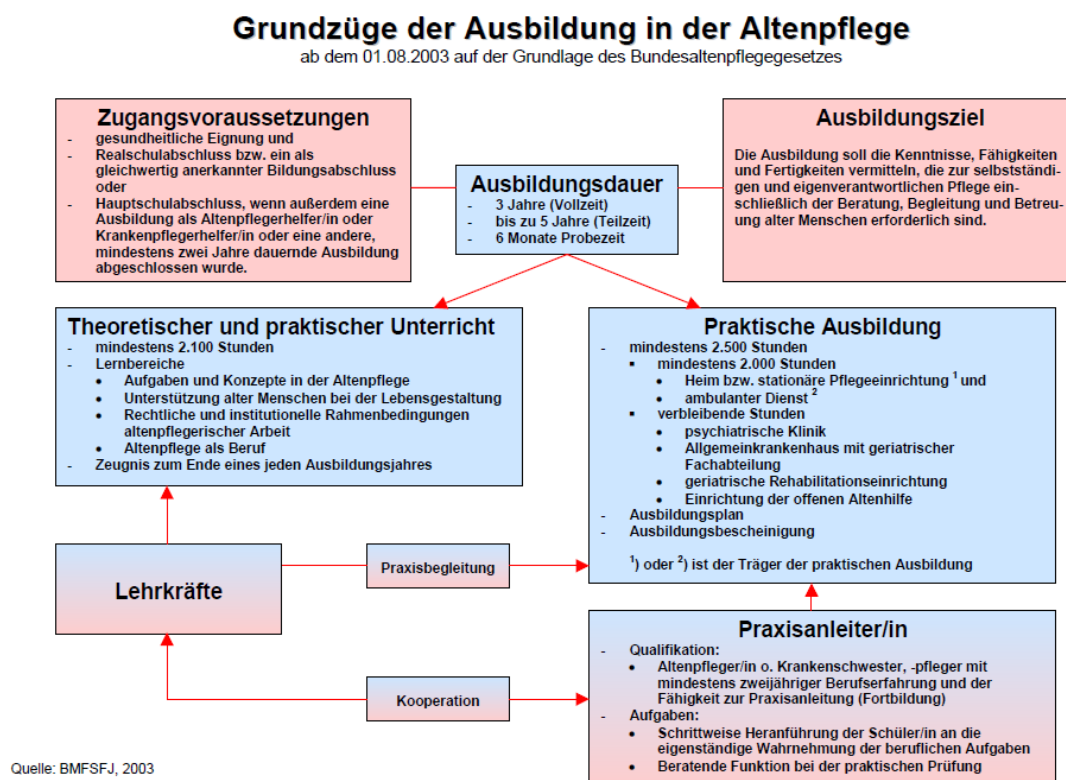 Grundzüge der Ausbildung in der Altenpflege
ab dem 01.08.2003 auf der Grundlage des Bundesaltenpflegegesetzes
Zugangsvoraussetzungen
- gesundheitliche Eignung und
- Realschulabschluss bzw. ein als
gleichwertig anerkannter Bildungsabschluss
oder
- Hauptschulabschluss, wenn außerdem eine
Ausbildung als Altenpflegerhelfer/in oder
Krankenpflegerhelfer/in oder eine andere,
mindestens zwei Jahre dauernde Ausbildung
abgeschlossen wurde.
Ausbildungsdauer
- 3 Jahre (Vollzeit)
- bis zu 5 Jahre (Teilzeit)
- 6 Monate Probezeit
Ausbildungsziel
Die Ausbildung soll die Kenntnisse, Fähigkeiten
und Fertigkeiten vermitteln, die zur selbstständi-
gen und eigenverantwortlichen Pflege ein-
schließlich der Beratung, Begleitung und Betreu-
ung alter Menschen erforderlich sind.
Theoretischer und praktischer Unterricht
- mindestens 2.100 Stunden
- Lernbereiche
• Aufgaben und Konzepte in der Altenpflege
• Unterstützung alter Menschen bei der Lebensgestaltung
• Rechtliche und institutionelle Rahmenbedingungen
altenpflegerischer Arbeit
• Altenpflege als Beruf
- Zeugnis zum Ende eines jeden Ausbildungsjahres
Praktische Ausbildung
- mindestens 2.500 Stunden
▪ mindestens 2.000 Stunden
• Heim bzw. stationäre Pflegeeinrichtung ¹ und
• ambulanter Dienst ²
▪ verbleibende Stunden
• psychiatrische Klinik
• Allgemeinkrankenhaus mit geriatrischer
Fachabteilung
• geriatrische Rehabilitationseinrichtung
• Einrichtung der offenen Altenhilfe
- Ausbildungsplan
- Ausbildungsbescheinigung
¹) oder ²) ist der Träger der praktischen Ausbildung
Lehrkräfte
Praxisbegleitung
Kooperation
Praxisanleiter/in
- Qualifikation:
• Altenpfleger/in o. Krankenschwester, -pfleger mit
mindestens zweijähriger Berufserfahrung und der
Fähigkeit zur Praxisanleitung (Fortbildung)
- Aufgaben:
• Schrittweise Heranführung der Schüler/in an die
eigenständige Wahrnehmung der beruflichen Aufgaben
• Beratende Funktion bei der praktischen Prüfung
Quelle: BMFSFJ, 2003